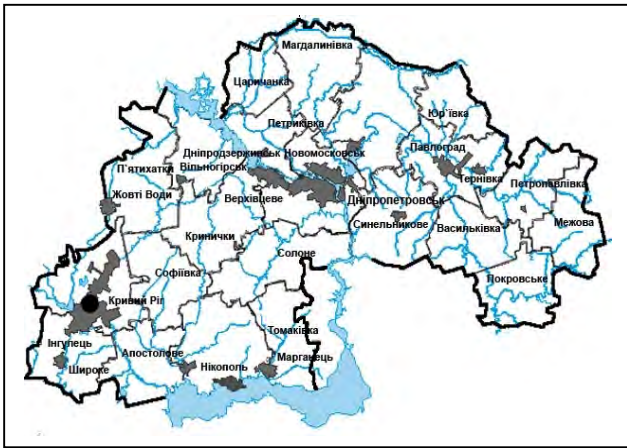 Магдалинівка
Царичанка
Юр'ївка
Петриківка
Дніпродзержинськ
Новомосковськ
Павлоград
П'ятихатки
Вільногірськ
Тернівка
Петропавлівка
Жовті Води
Верхівцеве
Дніпропетровськ
Синельникове
Васильківка
Межова
Кринички
Солоне
Софіївка
Покровське
Кривий Ріг
Томаківка
Інгулець
Апостолове
Широке
Нікополь
Марганець